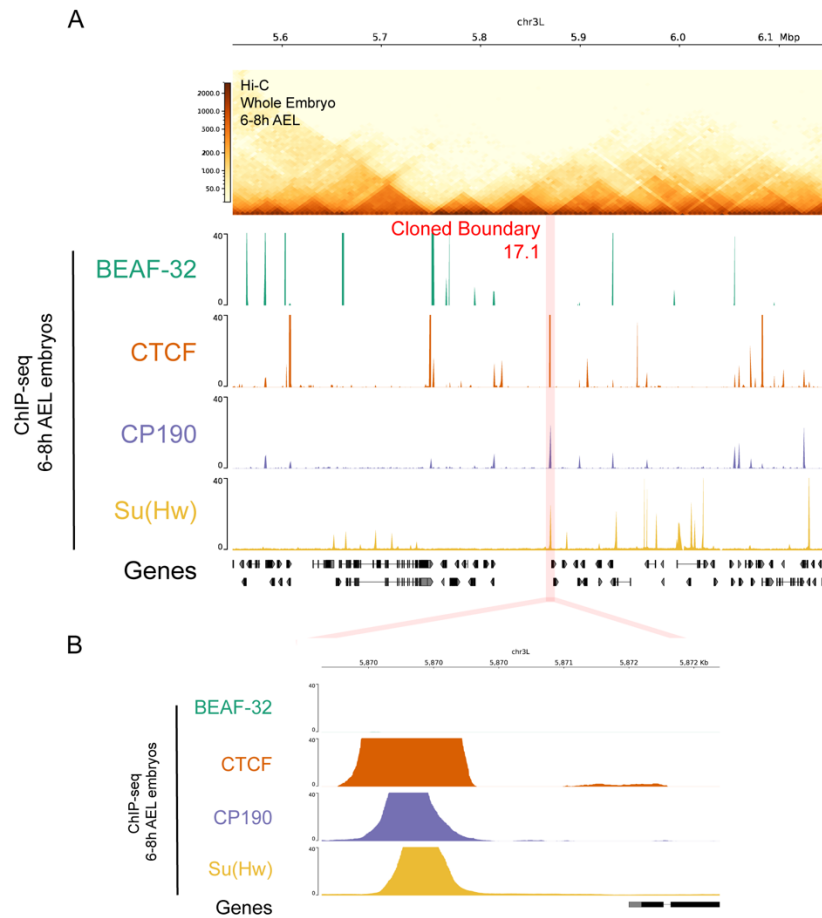 A
chr3L
5.6 5.7 5.8 5.9 6.0 6.1 Mbp
Hi-C
Whole Embryo
6-8h AEL
2000.0
1000.0
500.0
200.0
100.0
50.0
Cloned Boundary
17.1
ChIP-seq
6-8h AEL embryos
BEAF-32
40
0
CTCF
40
0
CP190
40
0
Su(Hw)
40
0
Genes
B
chr3L
5,870 5,870 5,870 5,871 5,872 5,872 Kb
ChIP-seq
6-8h AEL embryos
BEAF-32
40
0
CTCF
40
0
CP190
40
0
Su(Hw)
40
0
Genes